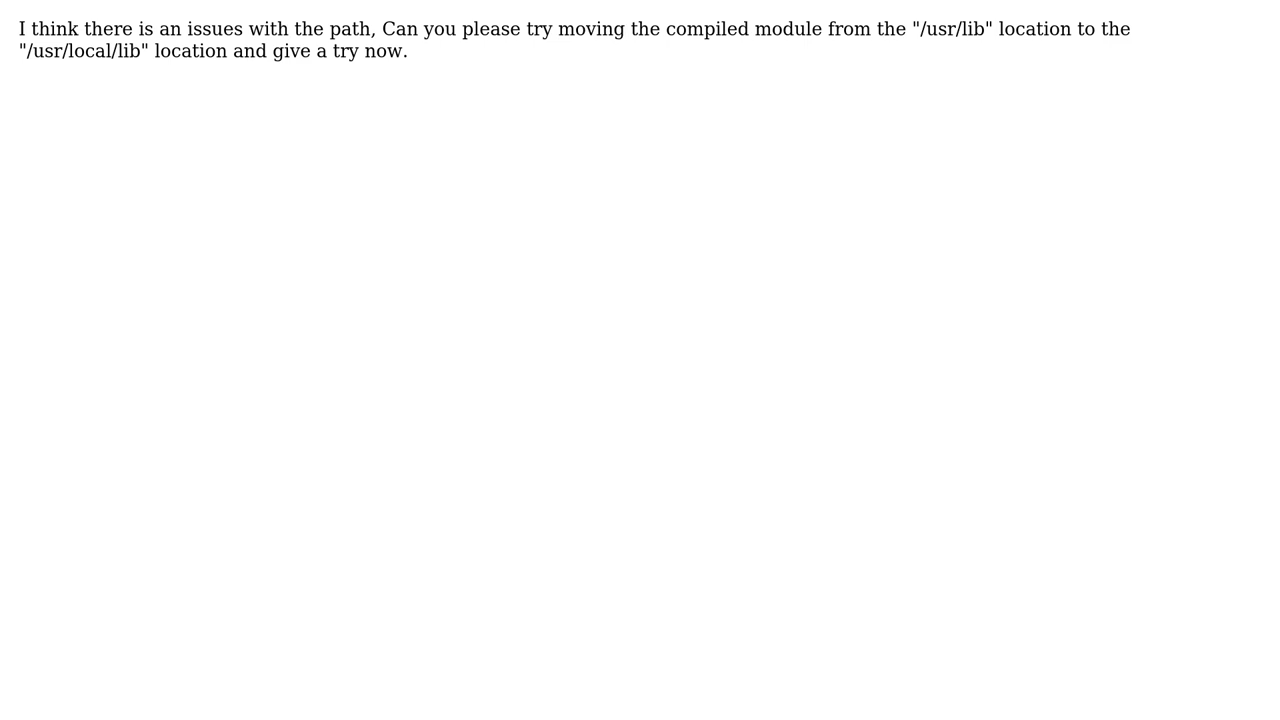 I think there is an issues with the path, Can you please try moving the compiled module from the "/usr/lib" location to the
"/usr/local/lib" location and give a try now.